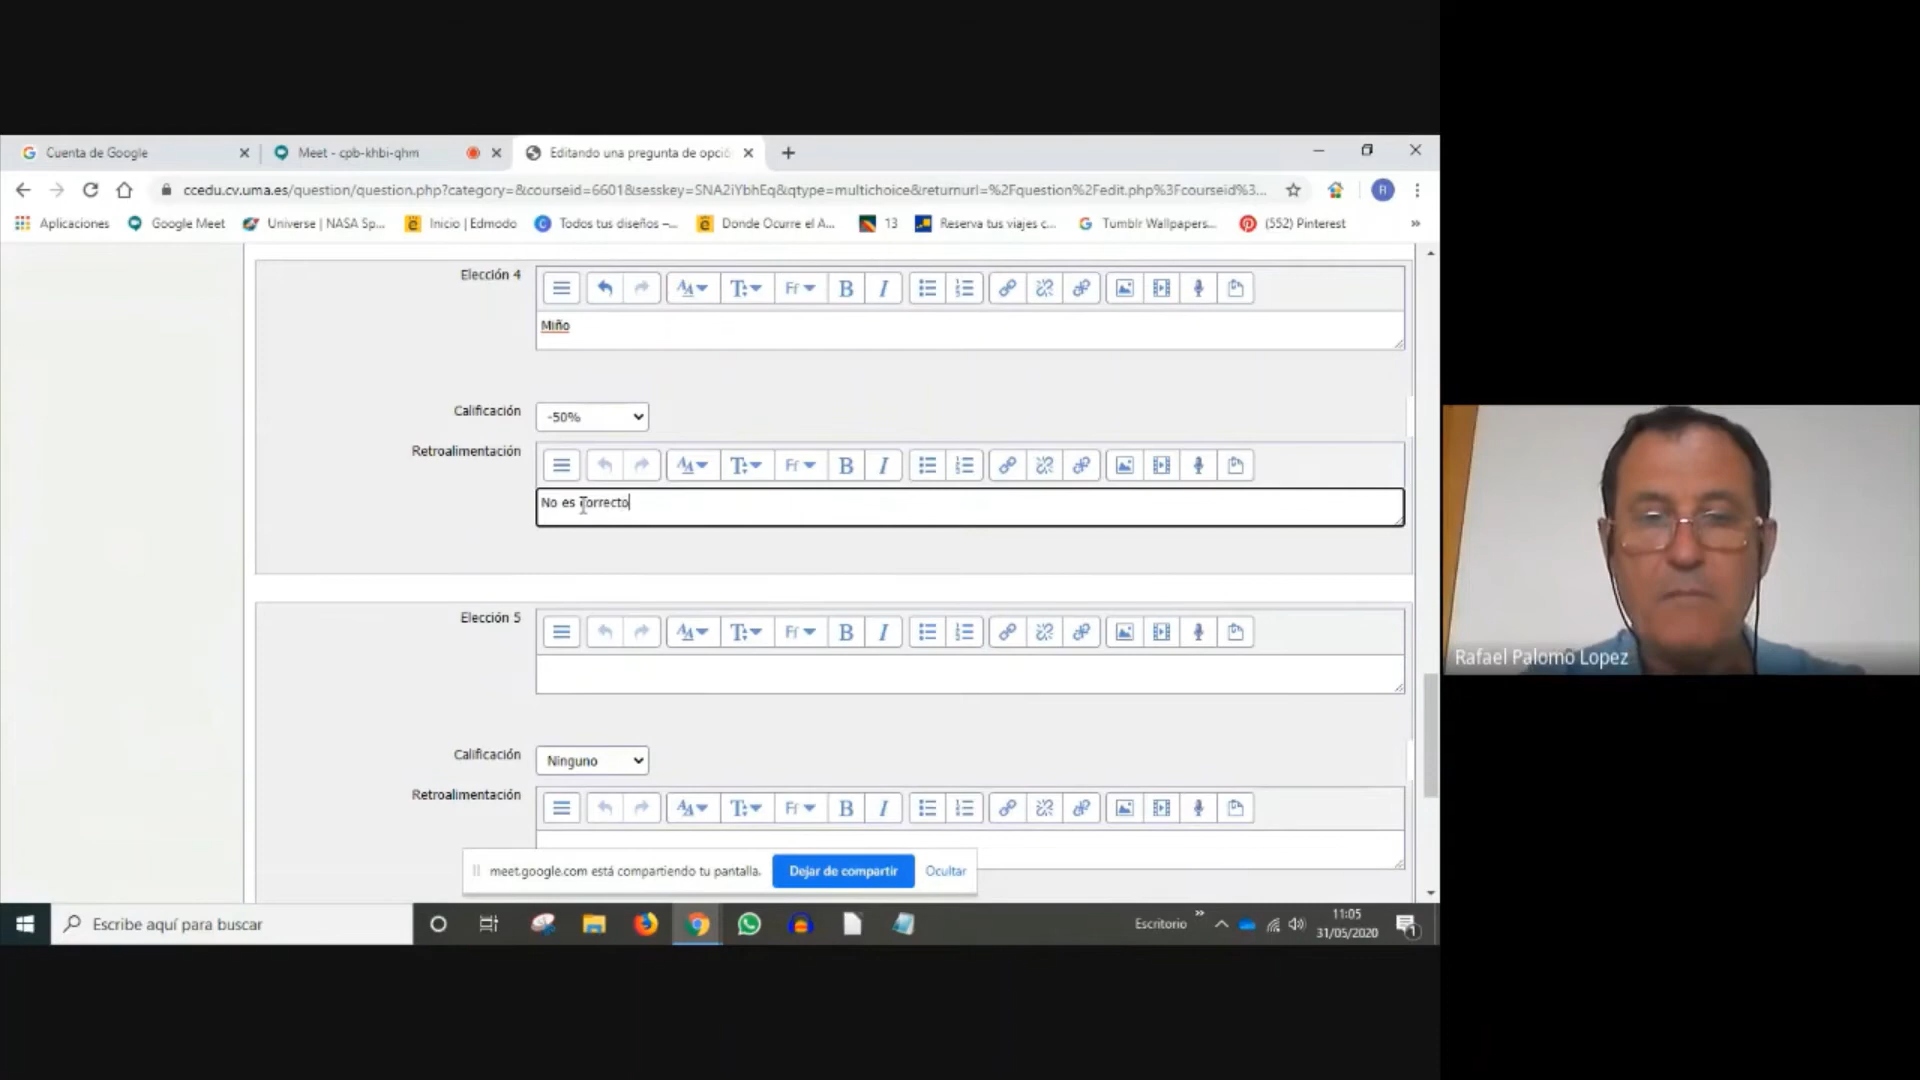 Cuenta de Google
Meet - cpb-khbi-qhm
Editando una pregunta de opció
ccedu.cv.uma.es/question/question.php?category=&courseid=6601&sesskey=SNA2iYbhEq&qtype=multichoice&returnurl=%2Fquestion%2Fedit.php%3Fcourseid%3...
Aplicaciones
Google Meet
Universe | NASA Sp...
Inicio | Edmodo
Todos tus diseños –...
Donde Ocurre el A...
13
Reserva tus viajes c...
Tumblr Wallpapers...
(552) Pinterest
Elección 4
Miño
Calificación
-50%
Retroalimentación
No es correcto
Elección 5
Calificación
Ninguno
Retroalimentación
meet.google.com está compartiendo tu pantalla.
Dejar de compartir
Ocultar
Escribe aquí para buscar
Escritorio
11:05
31/05/2020
1
Rafael Palomo Lopez